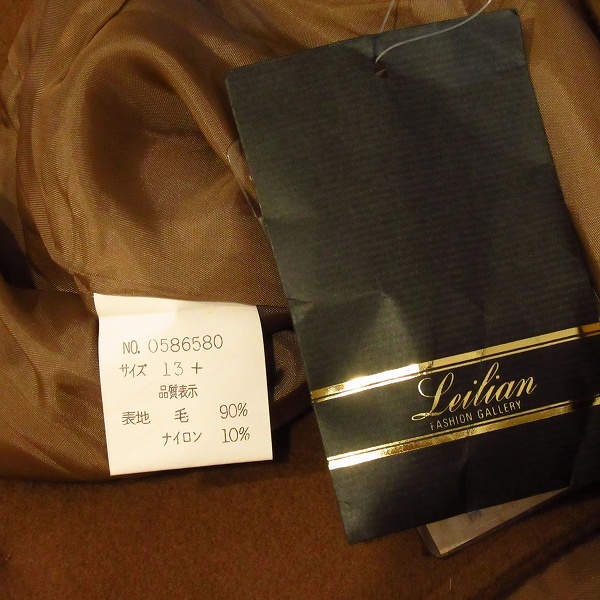 NO. 0586580
サイズ 13+
品質表示
表地 毛 90%
ナイロン 10%
Leilian
FASHION GALLERY